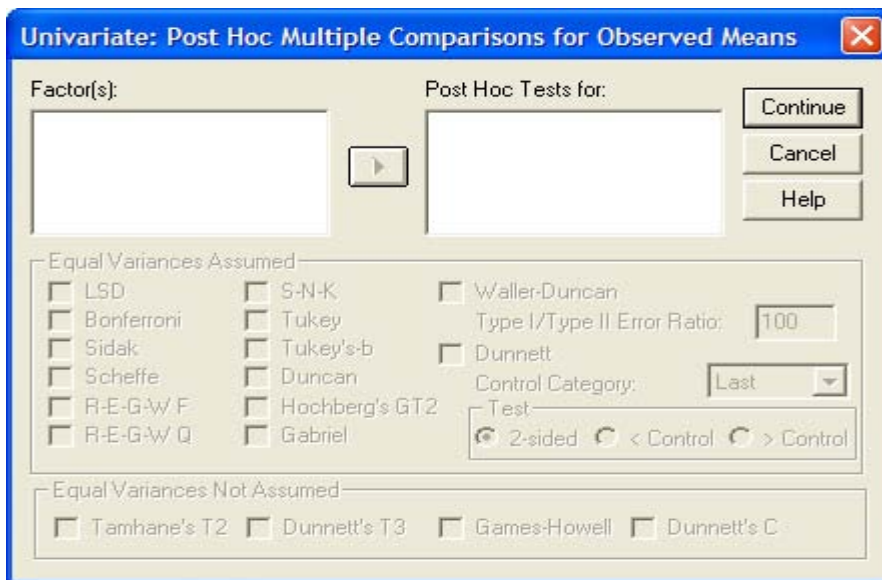 Univariate: Post Hoc Multiple Comparisons for Observed Means
Factor(s):
Post Hoc Tests for:
Continue
Cancel
Help
Equal Variances Assumed
LSD S-N-K Waller-Duncan
Bonferroni Tukey Type I/Type II Error Ratio: 100
Sidak Tukey's-b Dunnett
Scheffe Duncan Control Category: Last
R-E-G-W F Hochberg's GT2 Test
R-E-G-W Q Gabriel 2-sided < Control > Control
Equal Variances Not Assumed
Tamhane's T2 Dunnett's T3 Games-Howell Dunnett's C